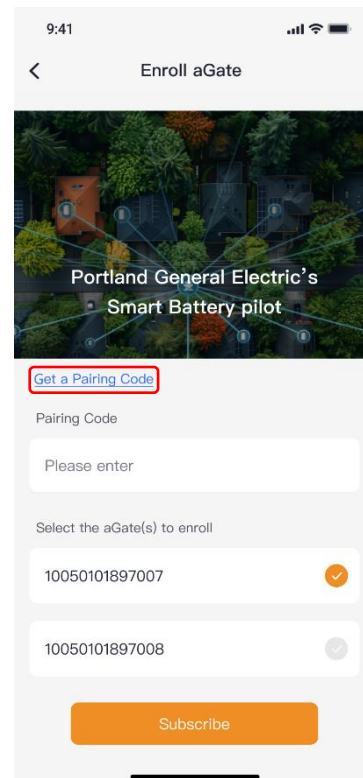 9:41
Enroll aGate
Portland General Electric's
Smart Battery pilot
Get a Pairing Code
Pairing Code
Please enter
Select the aGate(s) to enroll
10050101897007
10050101897008
Subscribe